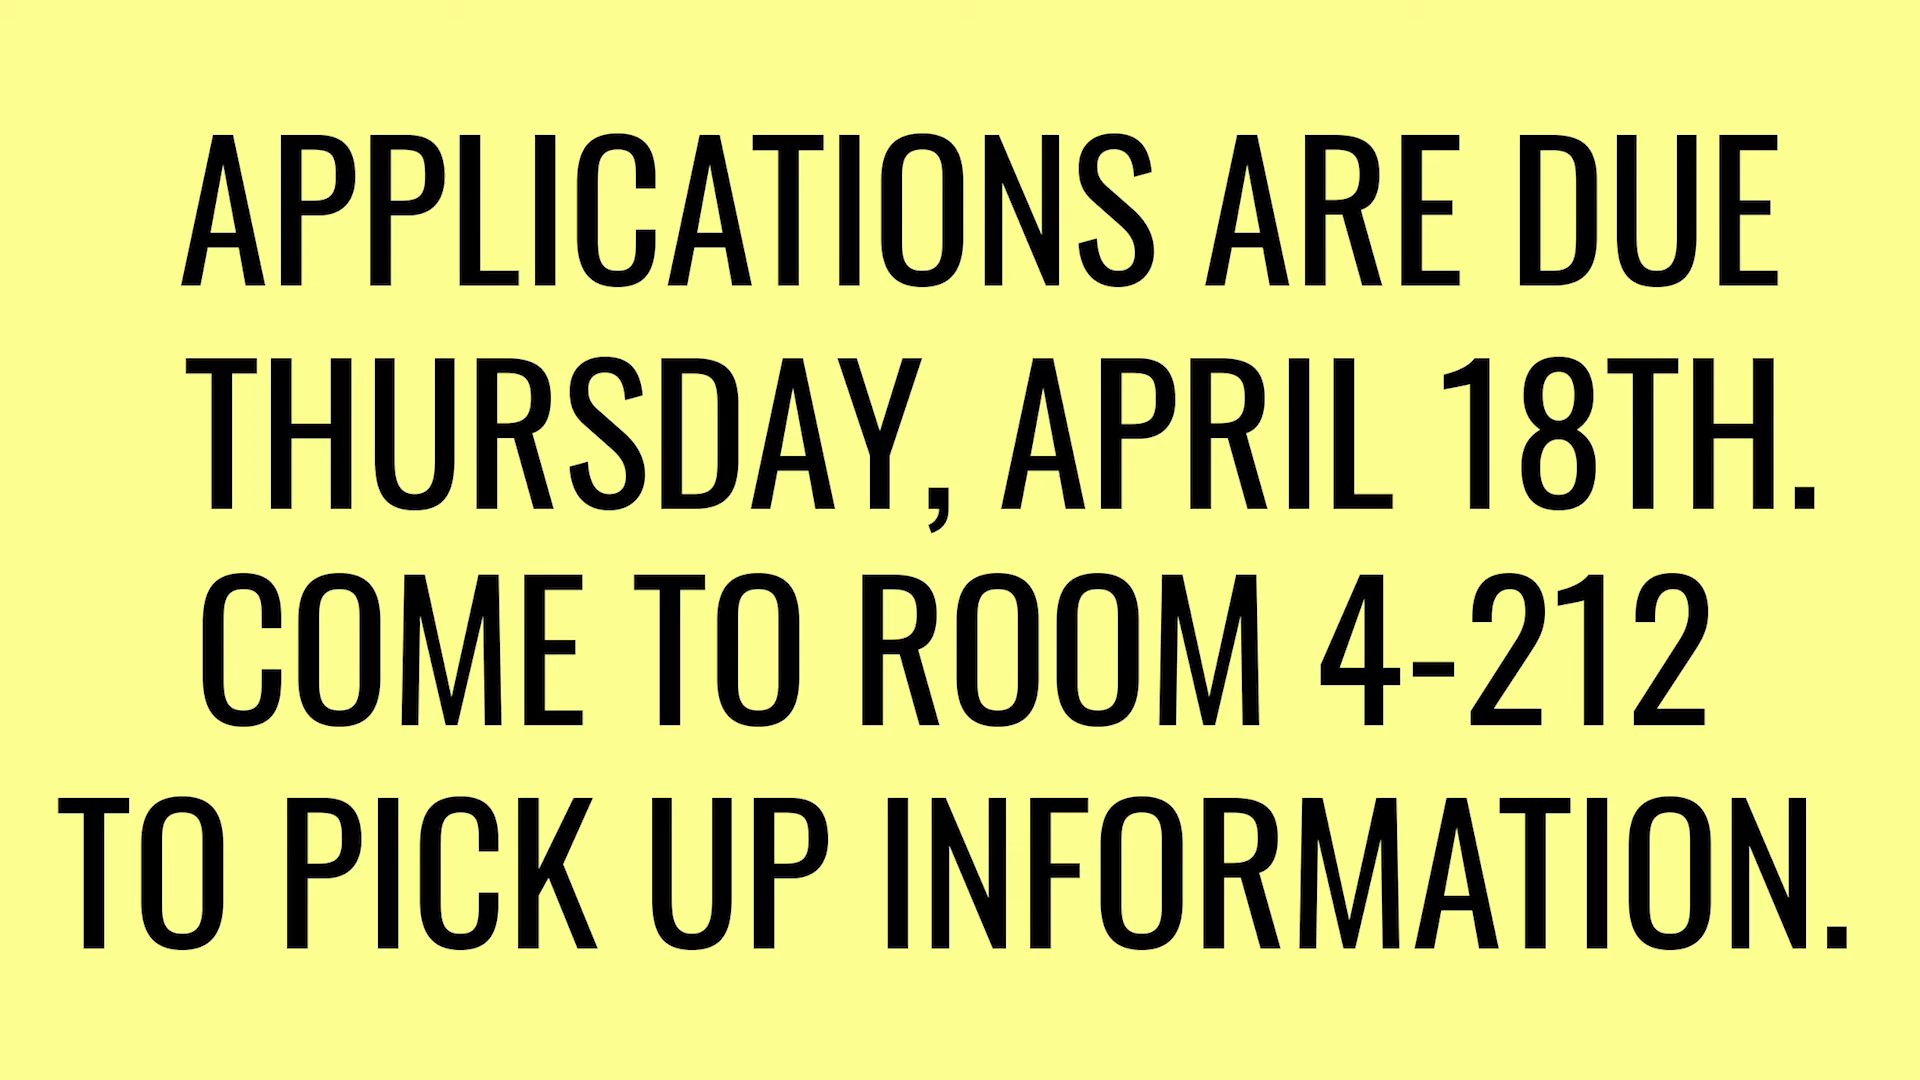 APPLICATIONS ARE DUE
THURSDAY, APRIL 18TH.
COME TO ROOM 4-212
TO PICK UP INFORMATION.